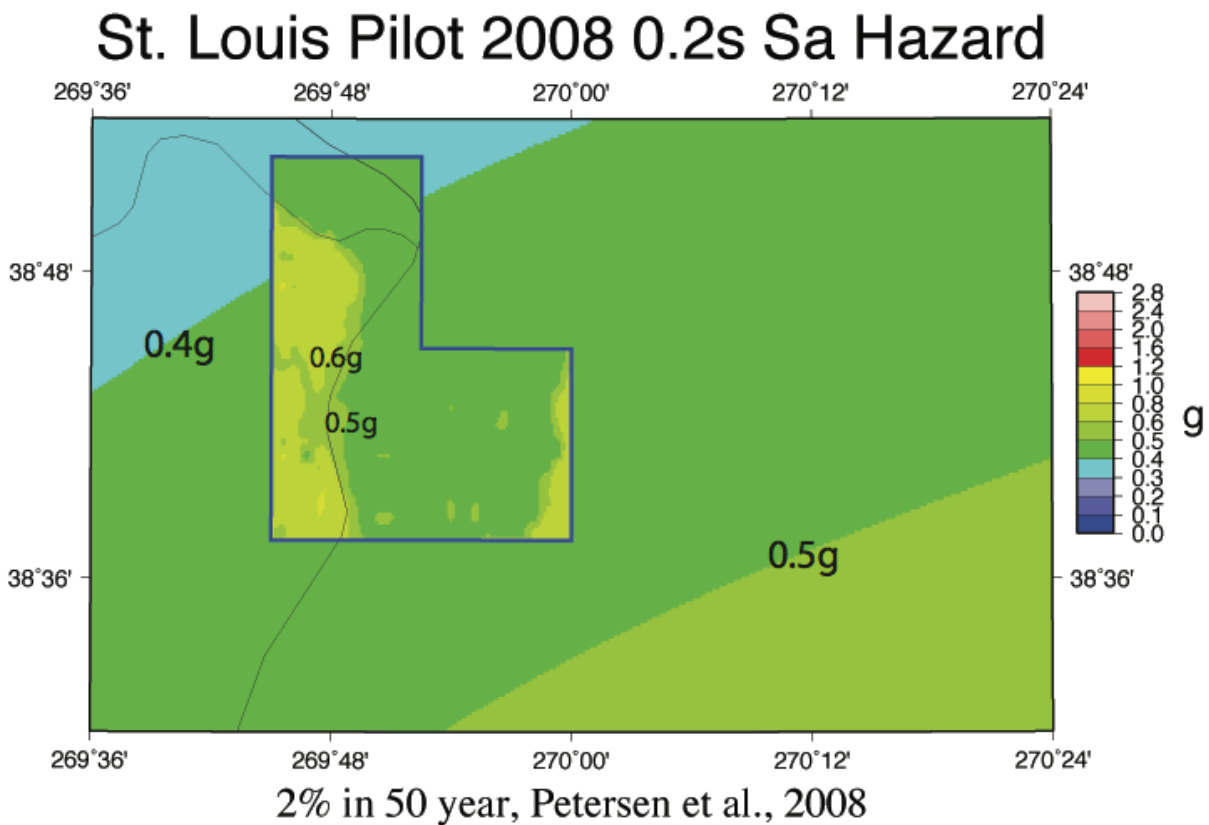 St. Louis Pilot 2008 0.2s Sa Hazard
269˚36' 269˚48' 270˚00' 270˚12' 270˚24'
38˚48' 38˚48'
2.8
2.4
2.0
1.6
1.2
1.0
0.8
0.6
0.5
0.4
0.3
0.2
0.1
0.0
g
0.4g
0.6g
0.5g
0.5g
38˚36' 38˚36'
269˚36' 269˚48' 270˚00' 270˚12' 270˚24'
2% in 50 year, Petersen et al., 2008